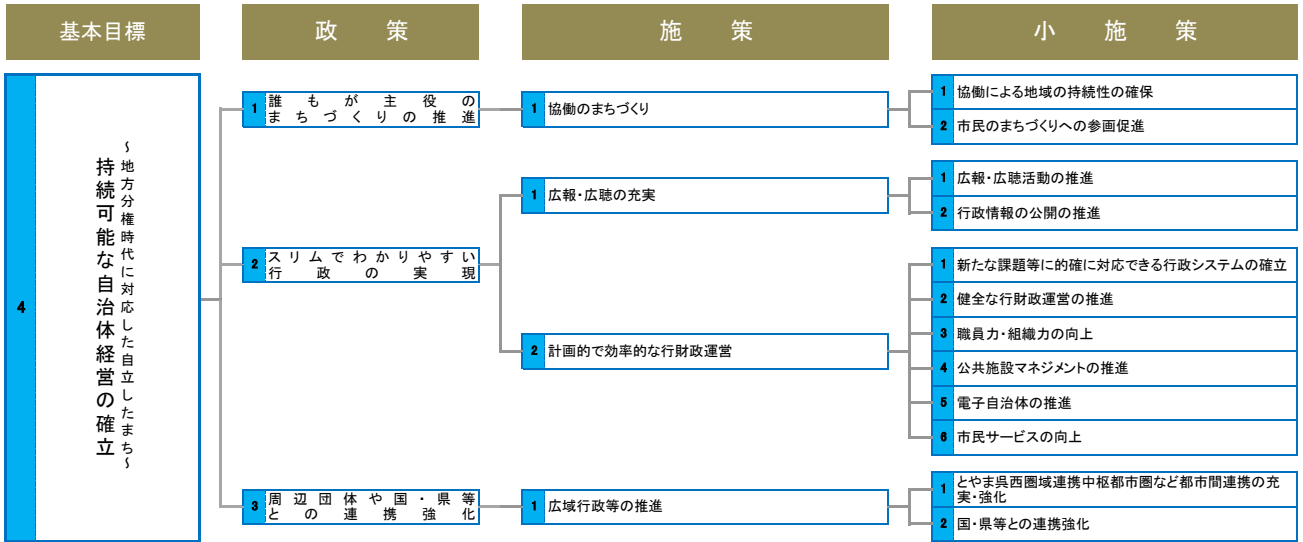 基本目標
政　策
施　策
小　施　策
4
持続可能な自治体経営の確立
～地方分権時代に対応した自立したまち～
1 誰もが主役の
まちづくりの推進
1 協働のまちづくり
1 協働による地域の持続性の確保
2 市民のまちづくりへの参画促進
2 スリムでわかりやすい
行政の実現
1 広報・広聴の充実
1 広報・広聴活動の推進
2 行政情報の公開の推進
2 計画的で効率的な行財政運営
1 新たな課題等に的確に対応できる行政システムの確立
2 健全な行財政運営の推進
3 職員力・組織力の向上
4 公共施設マネジメントの推進
5 電子自治体の推進
6 市民サービスの向上
3 周辺団体や国・県等
との連携強化
1 広域行政等の推進
1 とやま呉西圏域連携中枢都市圏など都市間連携の充
実・強化
2 国・県等との連携強化